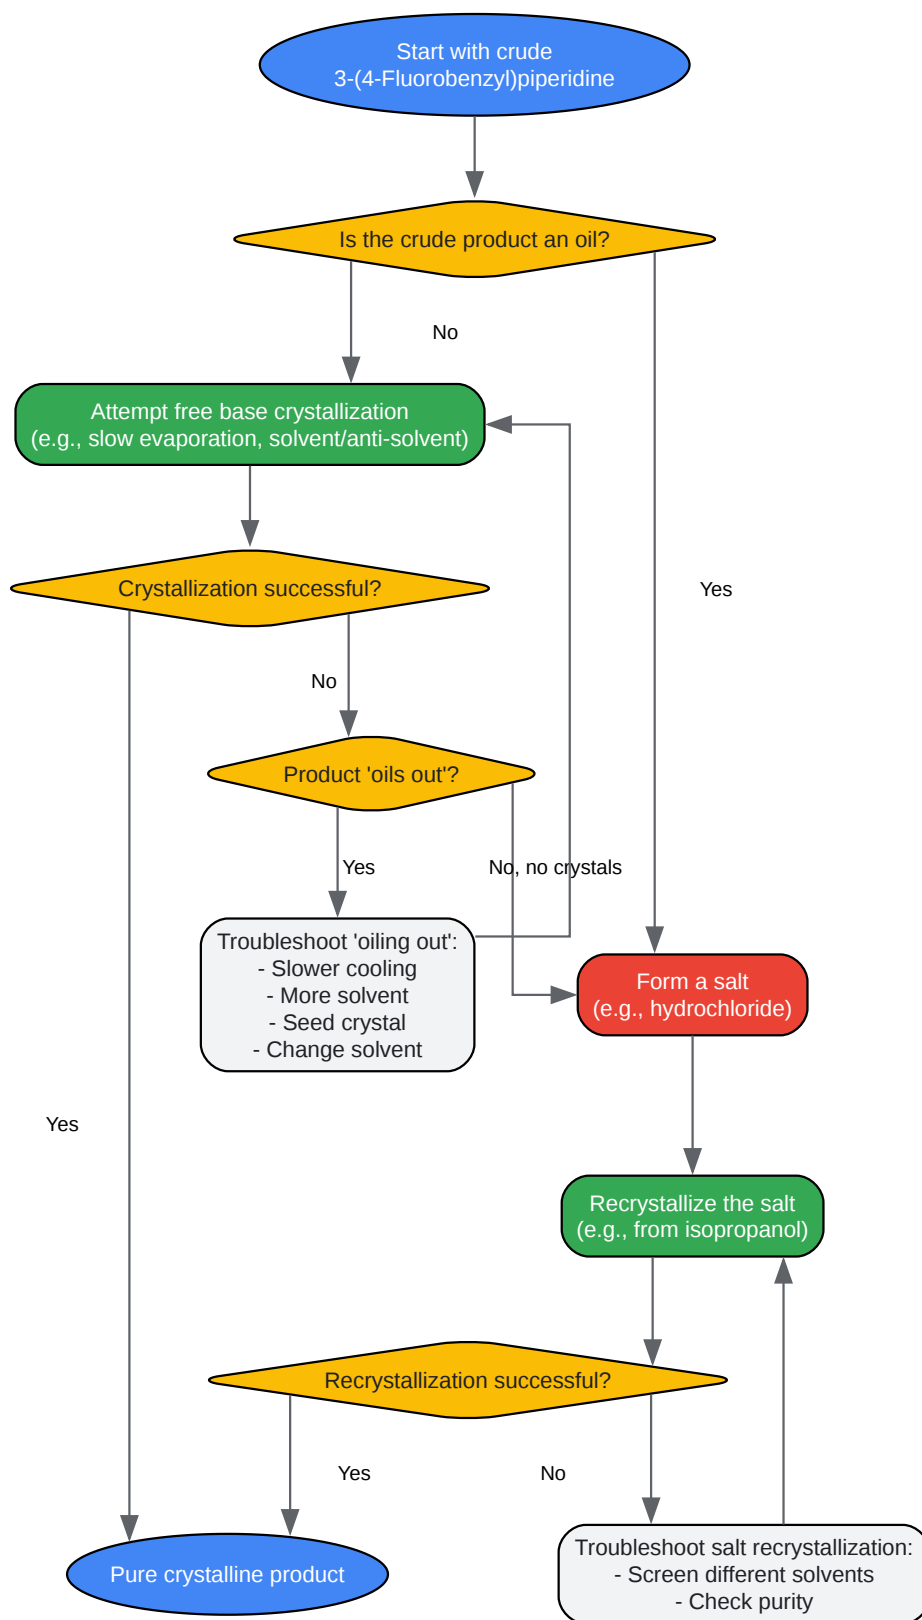 Start with crude
3-(4-Fluorobenzyl)piperidine
Is the crude product an oil?
No
Attempt free base crystallization
(e.g., slow evaporation, solvent/anti-solvent)
Crystallization successful?
Yes
No
Product 'oils out'?
Yes
No, no crystals
Troubleshoot 'oiling out':
- Slower cooling
- More solvent
- Seed crystal
- Change solvent
Form a salt
(e.g., hydrochloride)
Yes
Recrystallize the salt
(e.g., from isopropanol)
Recrystallization successful?
Yes
No
Pure crystalline product
Troubleshoot salt recrystallization:
- Screen different solvents
- Check purity